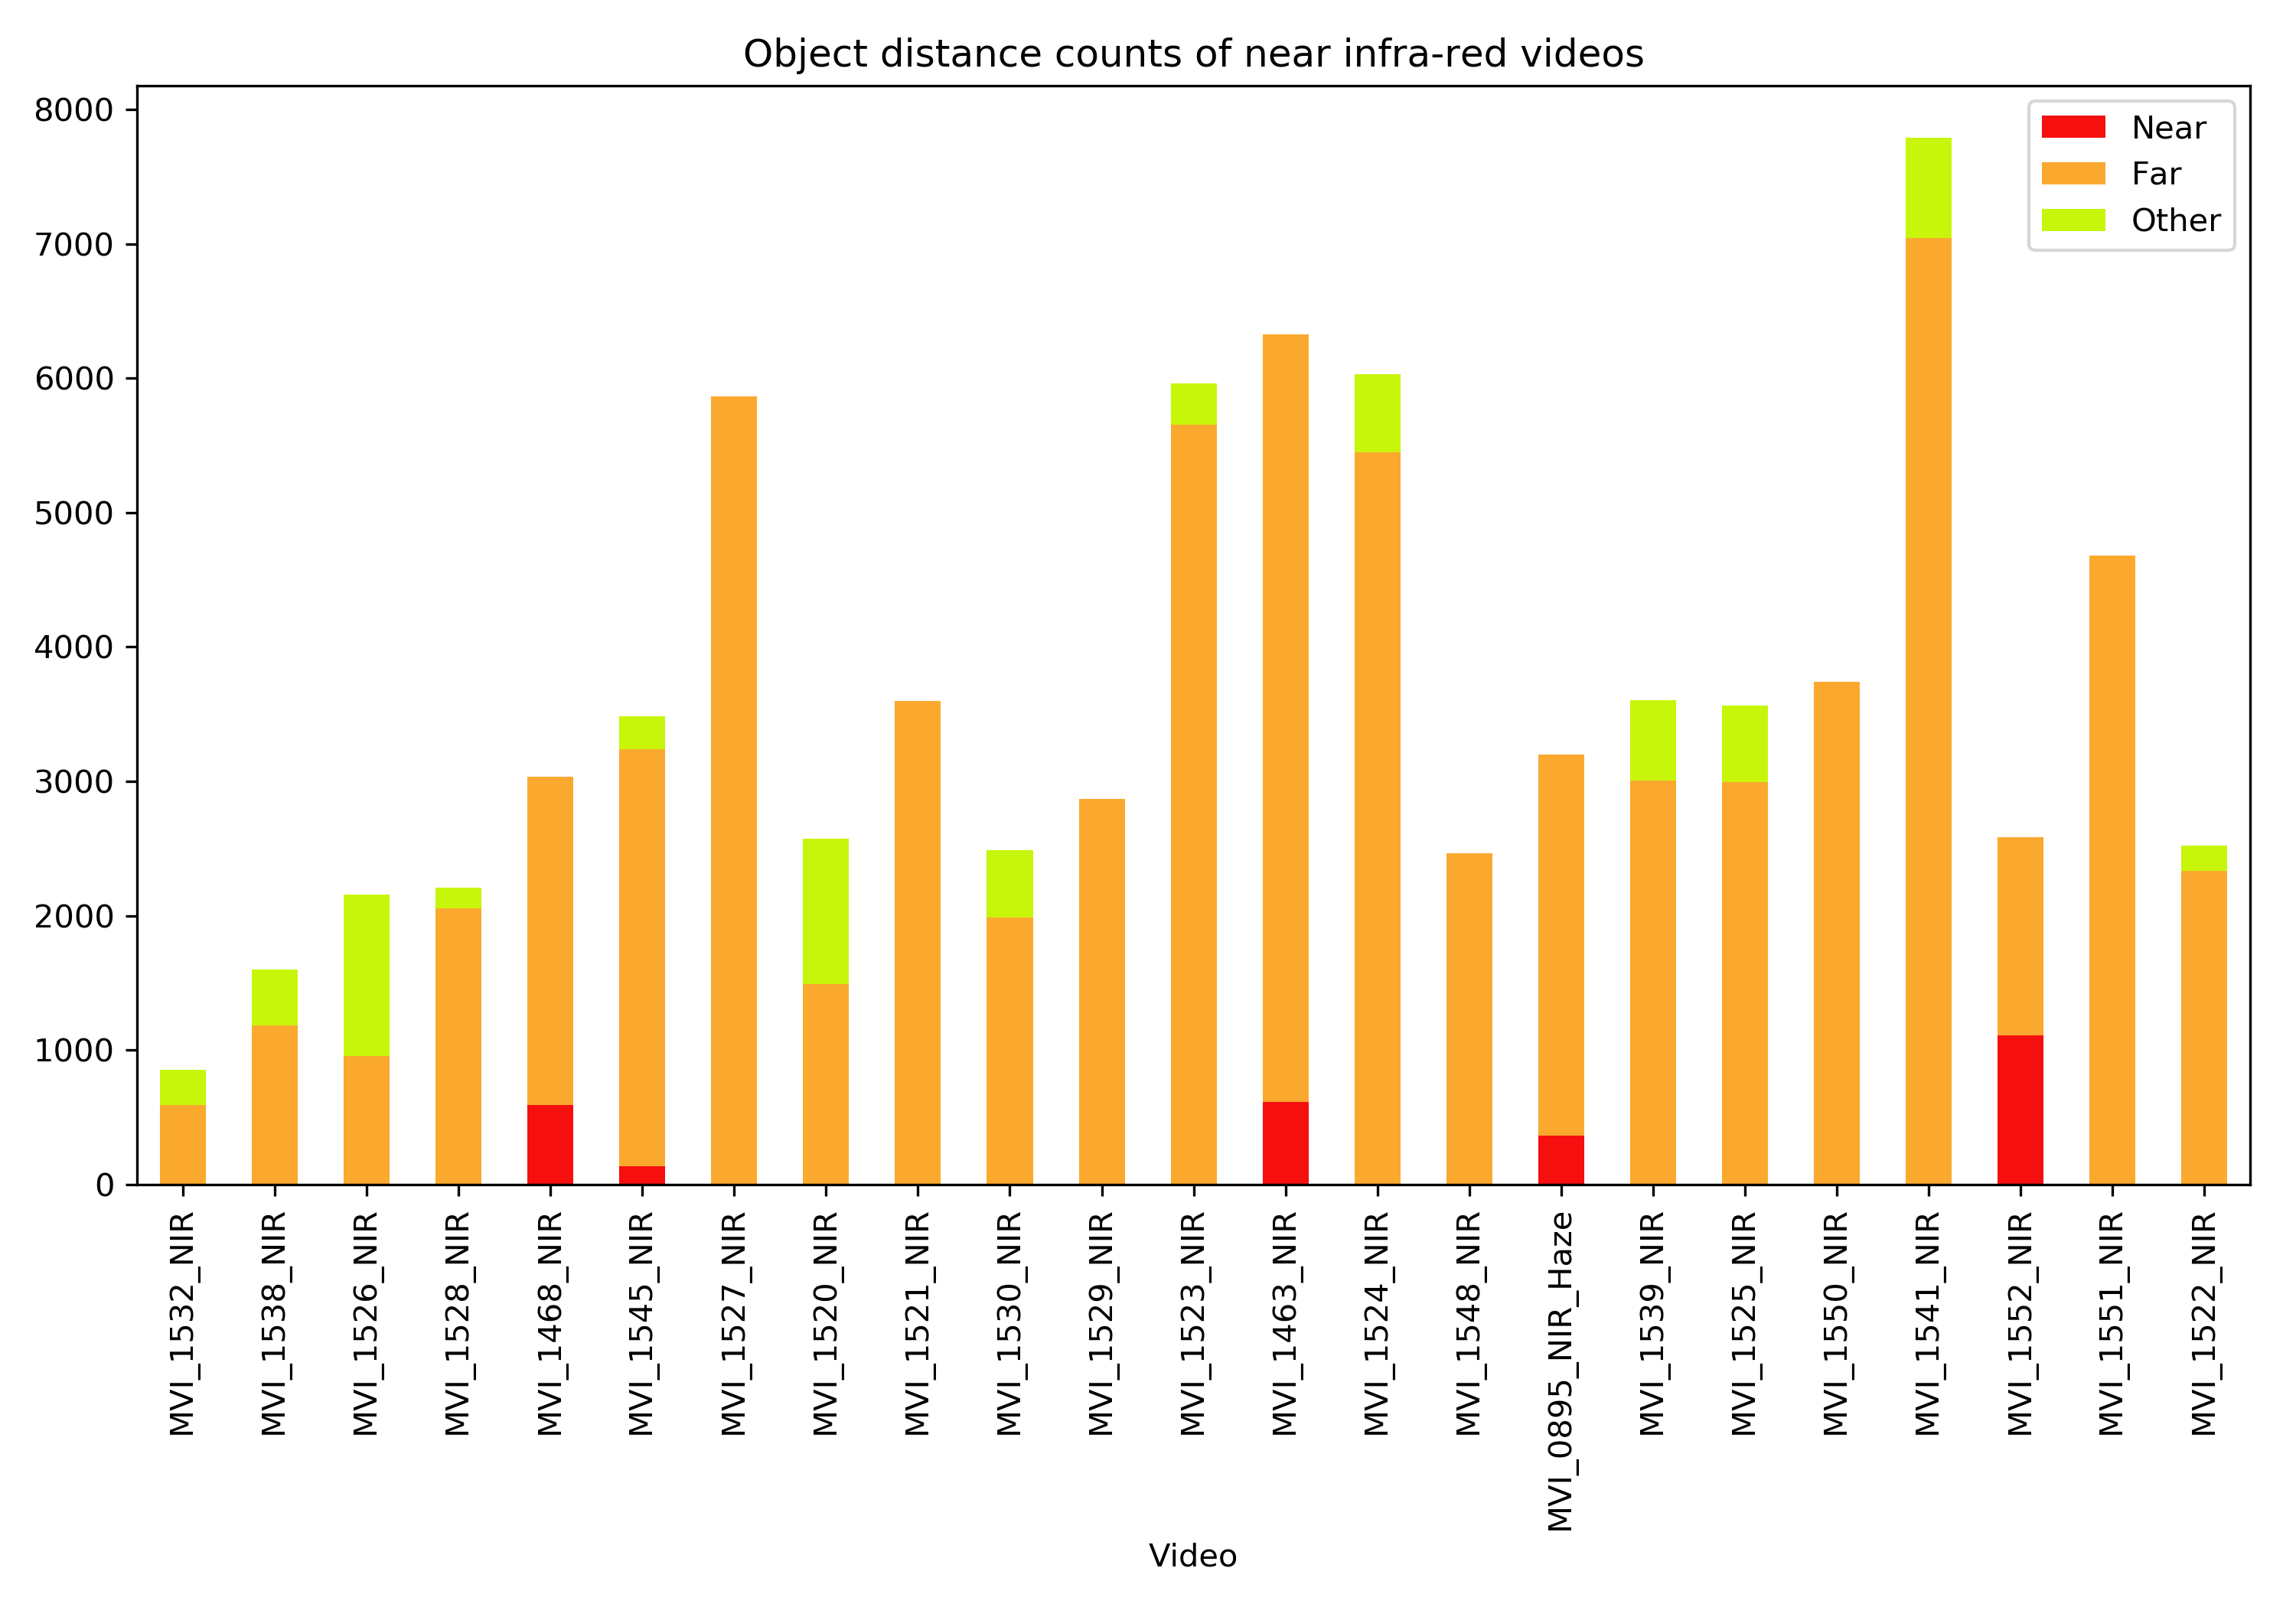 Object distance counts of near infra-red videos
8000
7000
6000
5000
4000
3000
2000
1000
0
Near
Far
Other
MVI_1532_NIR
MVI_1538_NIR
MVI_1526_NIR
MVI_1528_NIR
MVI_1468_NIR
MVI_1545_NIR
MVI_1527_NIR
MVI_1520_NIR
MVI_1521_NIR
MVI_1530_NIR
MVI_1529_NIR
MVI_1523_NIR
MVI_1463_NIR
MVI_1524_NIR
MVI_1548_NIR
MVI_0895_NIR_Haze
MVI_1539_NIR
MVI_1525_NIR
MVI_1550_NIR
MVI_1541_NIR
MVI_1552_NIR
MVI_1551_NIR
MVI_1522_NIR
Video